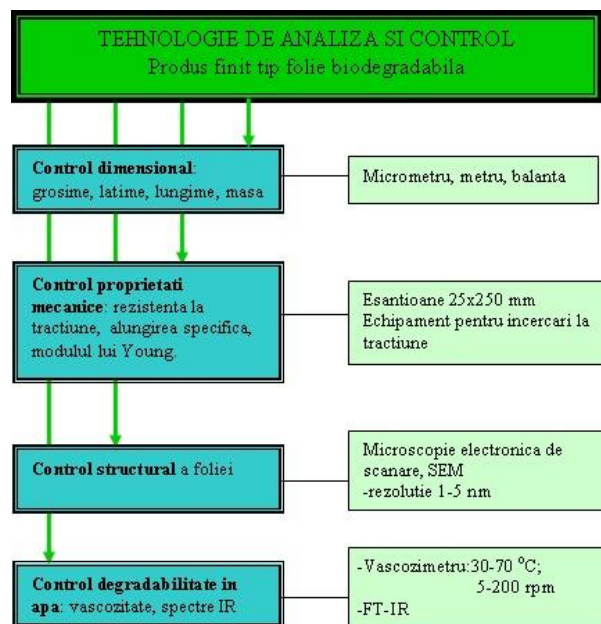 TEHNOLOGIE DE ANALIZA SI CONTROL
Produs finit tip folie biodegradabila
Control dimensional:
grosime, latime, lungime, masa
Micrometru, metru, balanta
Control proprietati
mecanice: rezistenta la
tractiune, alungirea specifica,
modulul lui Young.
Esantioane 25x250 mm
Echipament pentru incercari la
tractiune
Control structural a foliei
Microscopie electronica de
scanare, SEM
-rezolutie 1-5 nm
Control degradabilitate in
apa: vascozitate, spectre IR
-Vascozimetru:30-70 °C;
5-200 rpm
-FT-IR